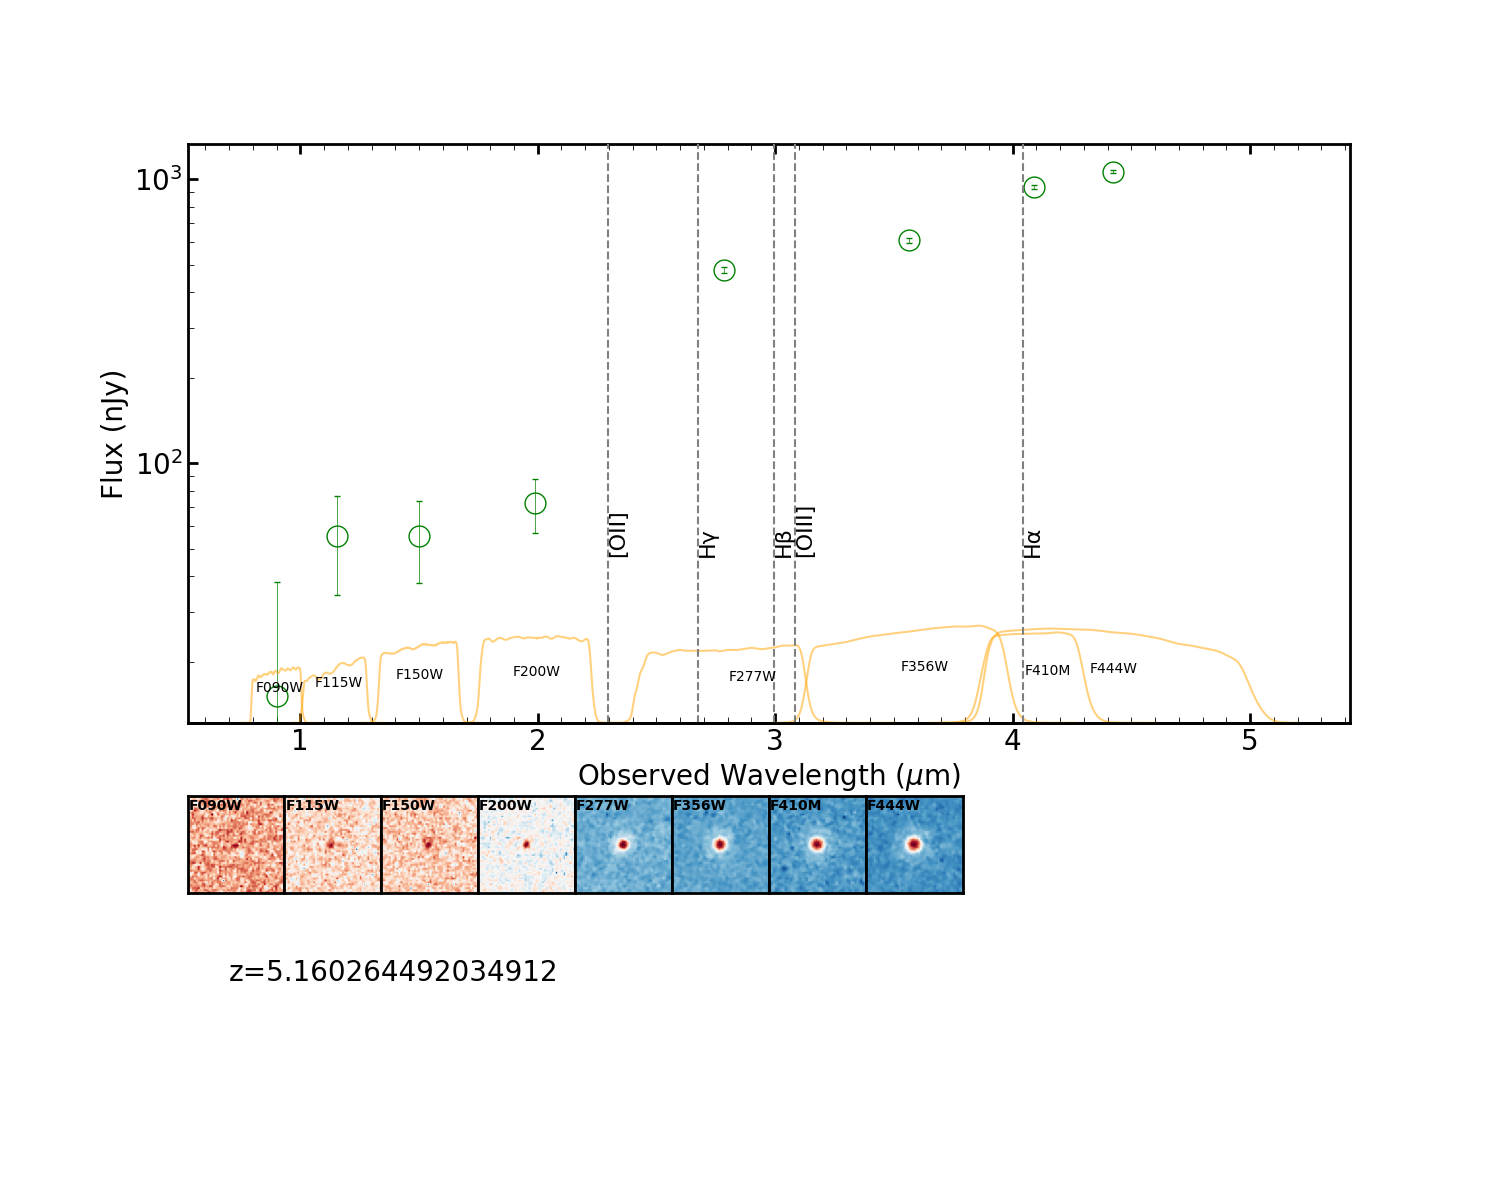 10³
10²
Flux (nJy)
[OII]
Hγ
Hβ
[OIII]
Hα
F090W
F115W
F150W
F200W
F277W
F356W
F410M
F444W
1 2 3 4 5
Observed Wavelength (μm)
F090W F115W F150W F200W F277W F356W F410M F444W
z=5.160264492034912